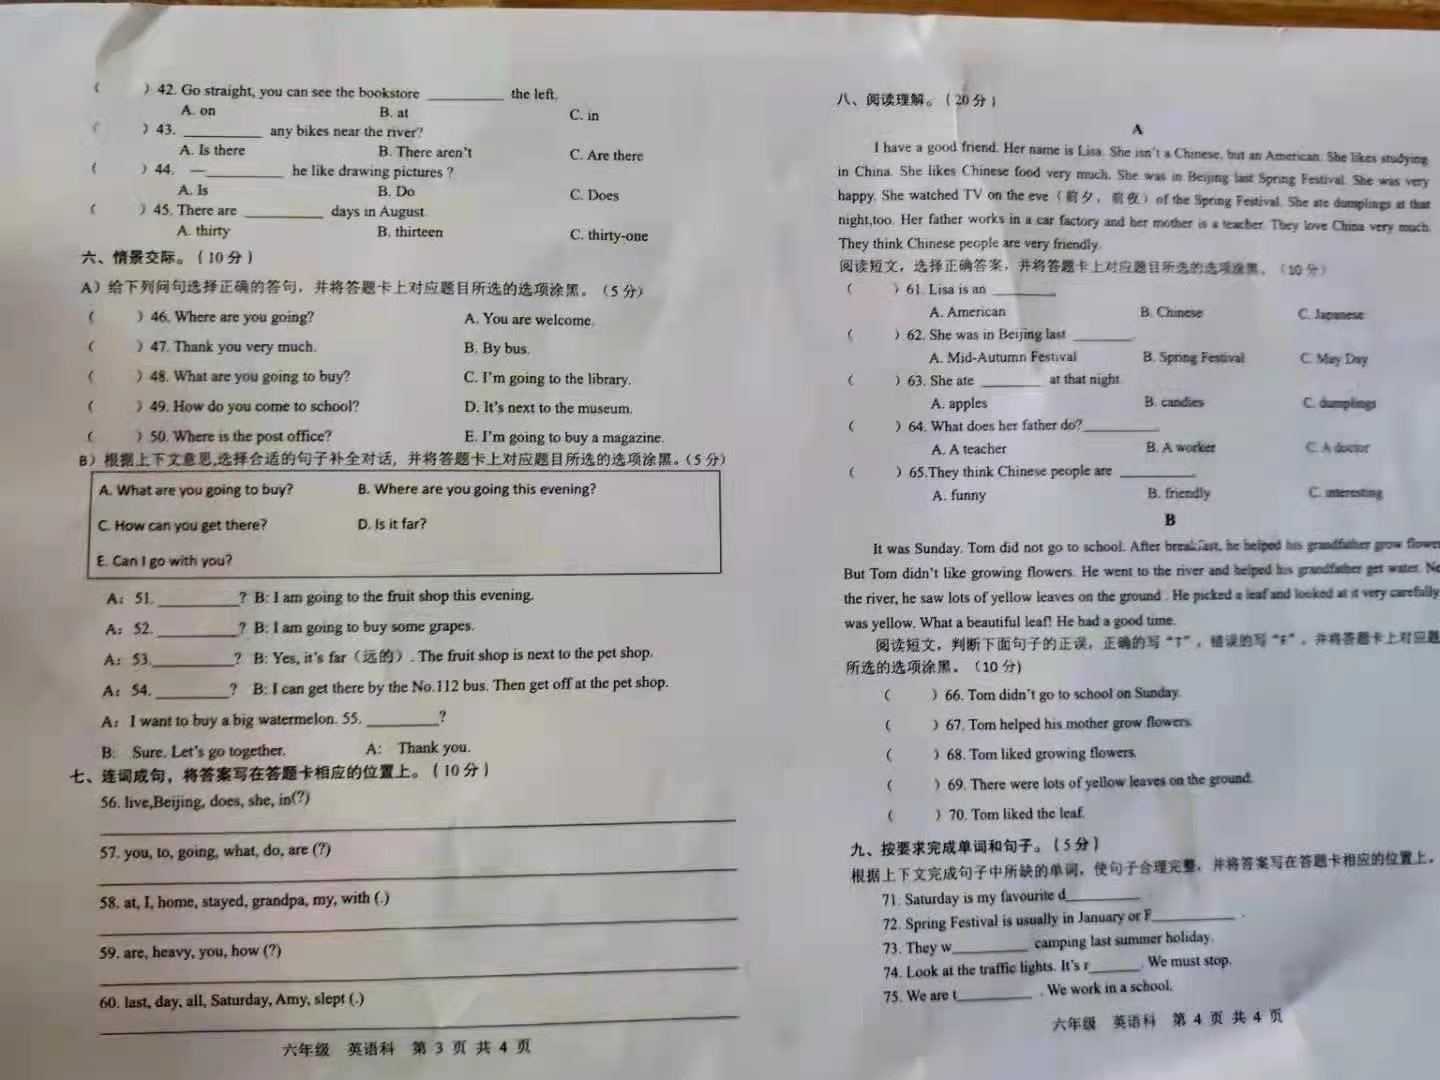 ( ) 42. Go straight, you can see the bookstore __________ the left.
A. on B. at C. in
( ) 43. __________ any bikes near the river?
A. Is there B. There aren't C. Are there
( ) 44. —__________ he like drawing pictures ?
A. Is B. Do C. Does
( ) 45. There are __________ days in August.
A. thirty B. thirteen C. thirty-one
六、情景交际。(10分)
A)给下列问句选择正确的答句，并将答题卡上对应题目所选的选项涂黑。(5分)
( ) 46. Where are you going? A. You are welcome.
( ) 47. Thank you very much. B. By bus.
( ) 48. What are you going to buy? C. I'm going to the library.
( ) 49. How do you come to school? D. It's next to the museum.
( ) 50. Where is the post office? E. I'm going to buy a magazine.
B)根据上下文意思,选择合适的句子补全对话，并将答题卡上对应题目所选的选项涂黑。(5分)
A. What are you going to buy? B. Where are you going this evening?
C. How can you get there? D. Is it far?
E. Can I go with you?
A: 51. __________? B: I am going to the fruit shop this evening.
A: 52. __________? B: I am going to buy some grapes.
A: 53.__________? B: Yes, it's far（远的）. The fruit shop is next to the pet shop.
A: 54. __________? B: I can get there by the No.112 bus. Then get off at the pet shop.
A: I want to buy a big watermelon. 55. _________?
B: Sure. Let's go together. A: Thank you.
七、连词成句，将答案写在答题卡相应的位置上。(10分)
56. live,Beijing, does, she, in(?)
57. you, to, going, what, do, are (?)
58. at, I, home, stayed, grandpa, my, with (.)
59. are, heavy, you, how (?)
60. last, day, all, Saturday, Amy, slept (.)
六年级 英语科 第 3 页 共 4 页
八、阅读理解。(20分)
A
I have a good friend. Her name is Lisa. She isn't a Chinese, but an American. She likes studying
in China. She likes Chinese food very much. She was in Beijing last Spring Festival. She was very
happy. She watched TV on the eve（前夕，前夜）of the Spring Festival. She ate dumplings at that
night,too. Her father works in a car factory and her mother is a teacher. They love China very much.
They think Chinese people are very friendly.
阅读短文，选择正确答案，并将答题卡上对应题目所选的选项涂黑。(10分)
( ) 61. Lisa is an ________
A. American B. Chinese C. Japanese
( ) 62. She was in Beijing last ________.
A. Mid-Autumn Festival B. Spring Festival C. May Day
( ) 63. She ate ________ at that night.
A. apples B. candies C. dumplings
( ) 64. What does her father do?__________
A. A teacher B. A worker C. A doctor
( ) 65.They think Chinese people are __________
A. funny B. friendly C. interesting
B
It was Sunday. Tom did not go to school. After breakfast, he helped his grandfather grow flower
But Tom didn't like growing flowers. He went to the river and helped his grandfather get water. Ne
the river, he saw lots of yellow leaves on the ground . He picked a leaf and looked at it very carefully
was yellow. What a beautiful leaf! He had a good time.
阅读短文，判断下面句子的正误，正确的写“T”，错误的写“F”，并将答题卡上对应题
所选的选项涂黑。(10分)
( ) 66. Tom didn't go to school on Sunday.
( ) 67. Tom helped his mother grow flowers.
( ) 68. Tom liked growing flowers.
( ) 69. There were lots of yellow leaves on the ground.
( ) 70. Tom liked the leaf.
九、按要求完成单词和句子。(5分)
根据上下文完成句子中所缺的单词，使句子合理完整，并将答案写在答题卡相应的位置上。
71. Saturday is my favourite d__________.
72. Spring Festival is usually in January or F___________ .
73. They w__________ camping last summer holiday.
74. Look at the traffic lights. It's r_______. We must stop.
75. We are t__________ . We work in a school.
六年级 英语科 第 4 页 共 4 页